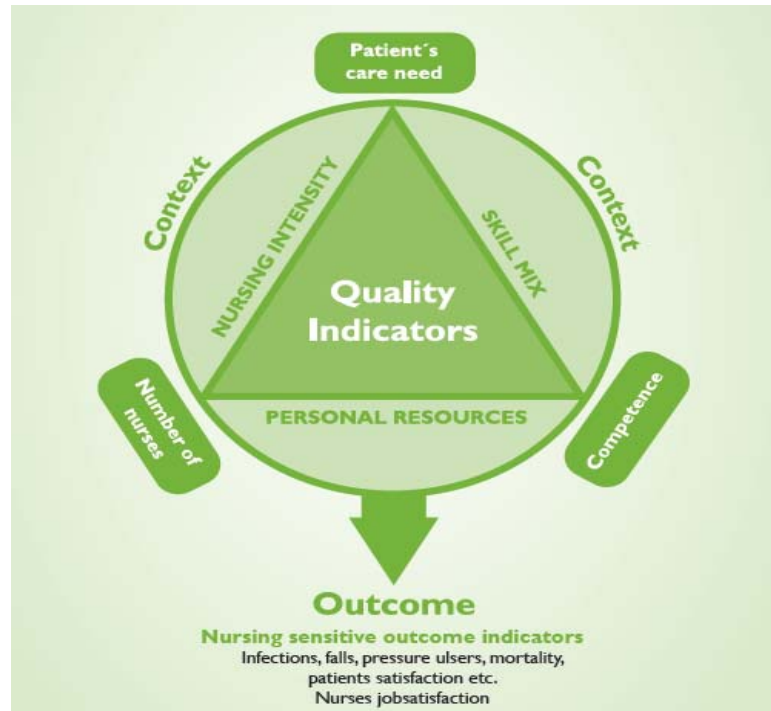 Patient´s
care need
Context
Context
NURSING INTENSITY
SKILL MIX
Quality
Indicators
Number of
nurses
PERSONAL RESOURCES
Competence
Outcome
Nursing sensitive outcome indicators
Infections, falls, pressure ulsers, mortality,
patients satisfaction etc.
Nurses jobsatisfaction